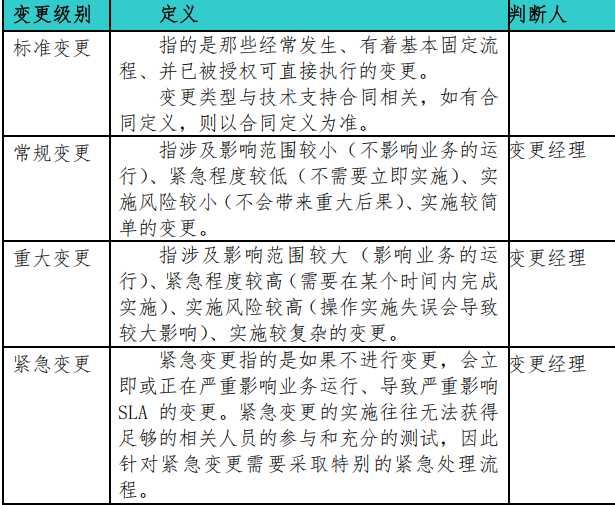 变更级别 定义 判断人
标准变更 指的是那些经常发生、有着基本固定流
程、并已被授权可直接执行的变更。
变更类型与技术支持合同相关，如有合
同定义，则以合同定义为准。
常规变更 指涉及影响范围较小（不影响业务的运 变更经理
行）、紧急程度较低（不需要立即实施）、实
施风险较小（不会带来重大后果）、实施较简
单的变更。
重大变更 指涉及影响范围较大（影响业务的运 变更经理
行）、紧急程度较高（需要在某个时间内完成
实施）、实施风险较高（操作实施失误会导致
较大影响）、实施较复杂的变更。
紧急变更 紧急变更指的是如果不进行变更，会立 变更经理
即或正在严重影响业务运行、导致严重影响
SLA 的变更。紧急变更的实施往往无法获得
足够的相关人员的参与和充分的测试，因此
针对紧急变更需要采取特别的紧急处理流
程。